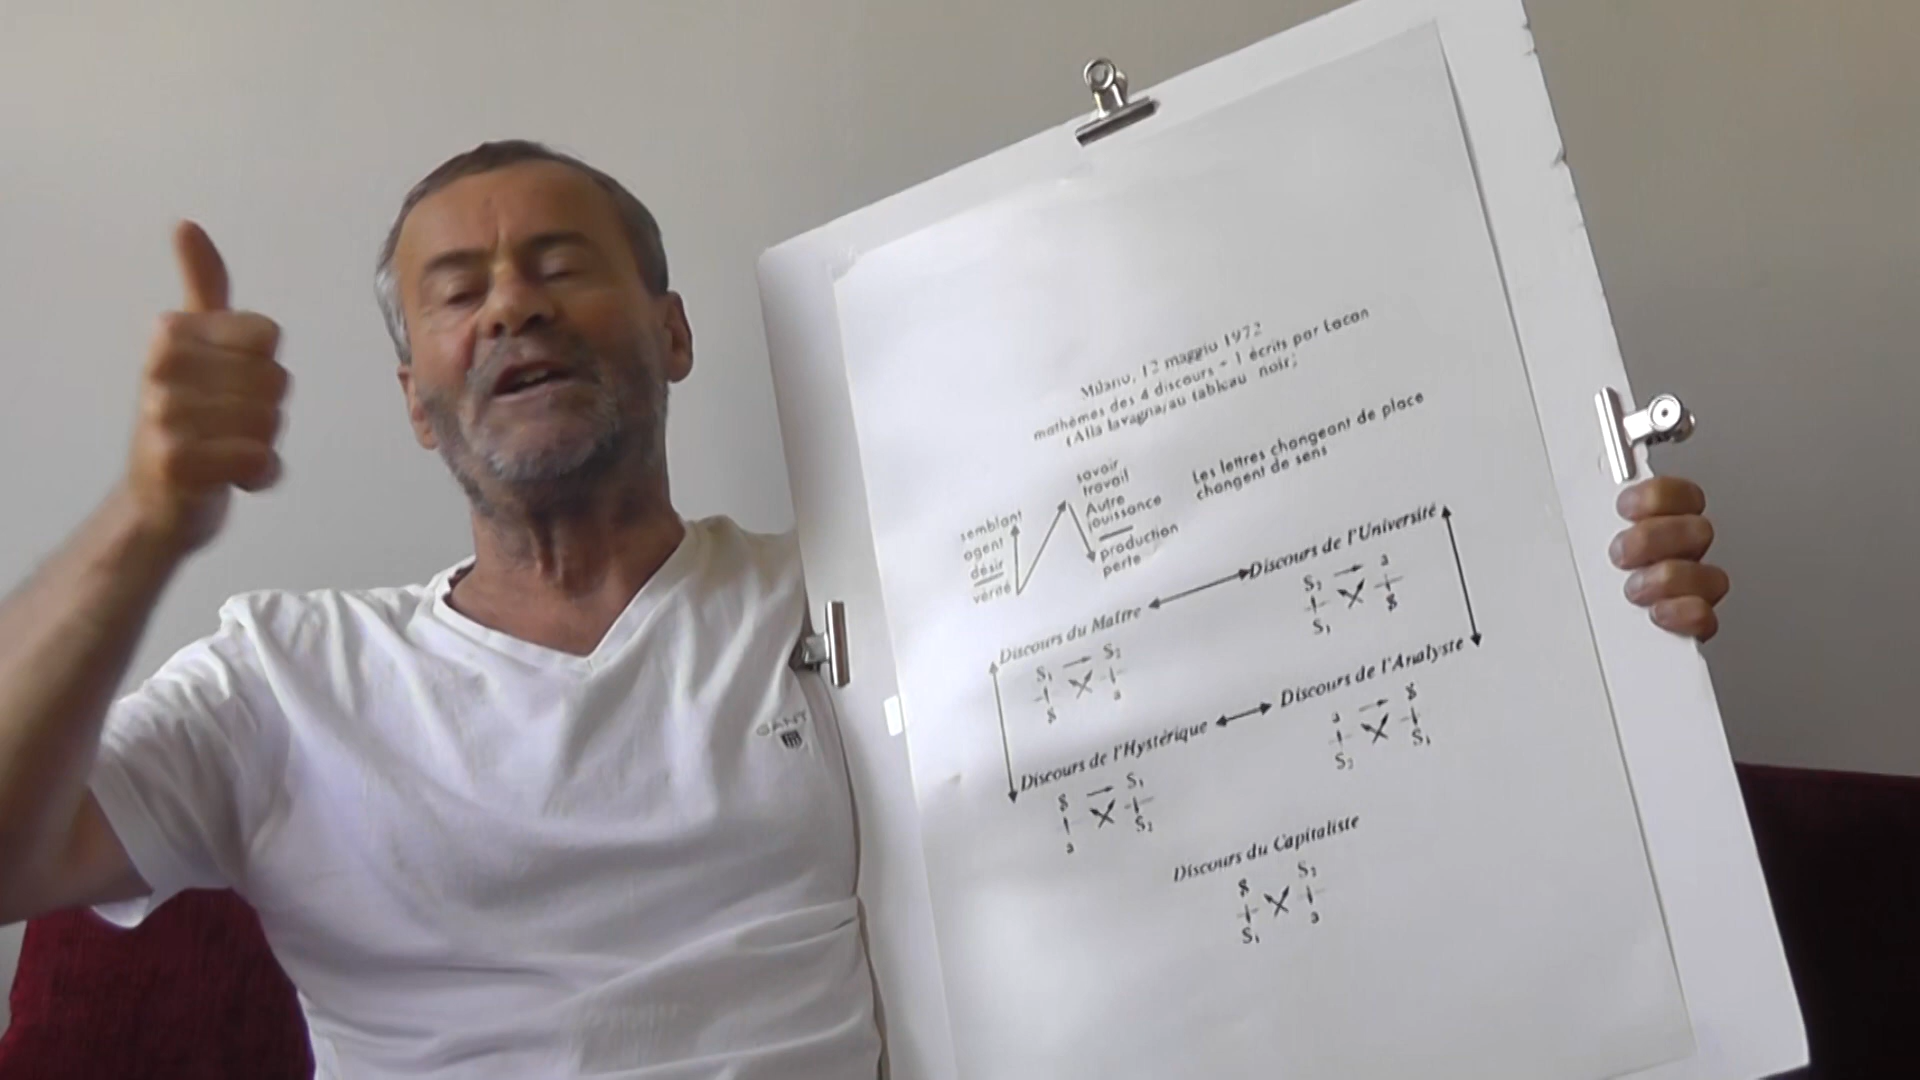 Milano, 12 maggio 1972
mathèmes des 4 discours + 1 écrits par Lacan
(Alla lavagna/au tableau noir;
savoir
travail
Autre
jouissance
production
perte
semblant
agent
désir
vérité
Les lettres changeant de place
changent de sens
Discours du Maître
S₁ S₂
$ a
Discours de l'Université
S₂ a
S₁ $
Discours de l'Hystérique
$ S₁
a S₂
Discours de l'Analyste
a $
S₂ S₁
Discours du Capitaliste
$ S₂
S₁ a
GANT